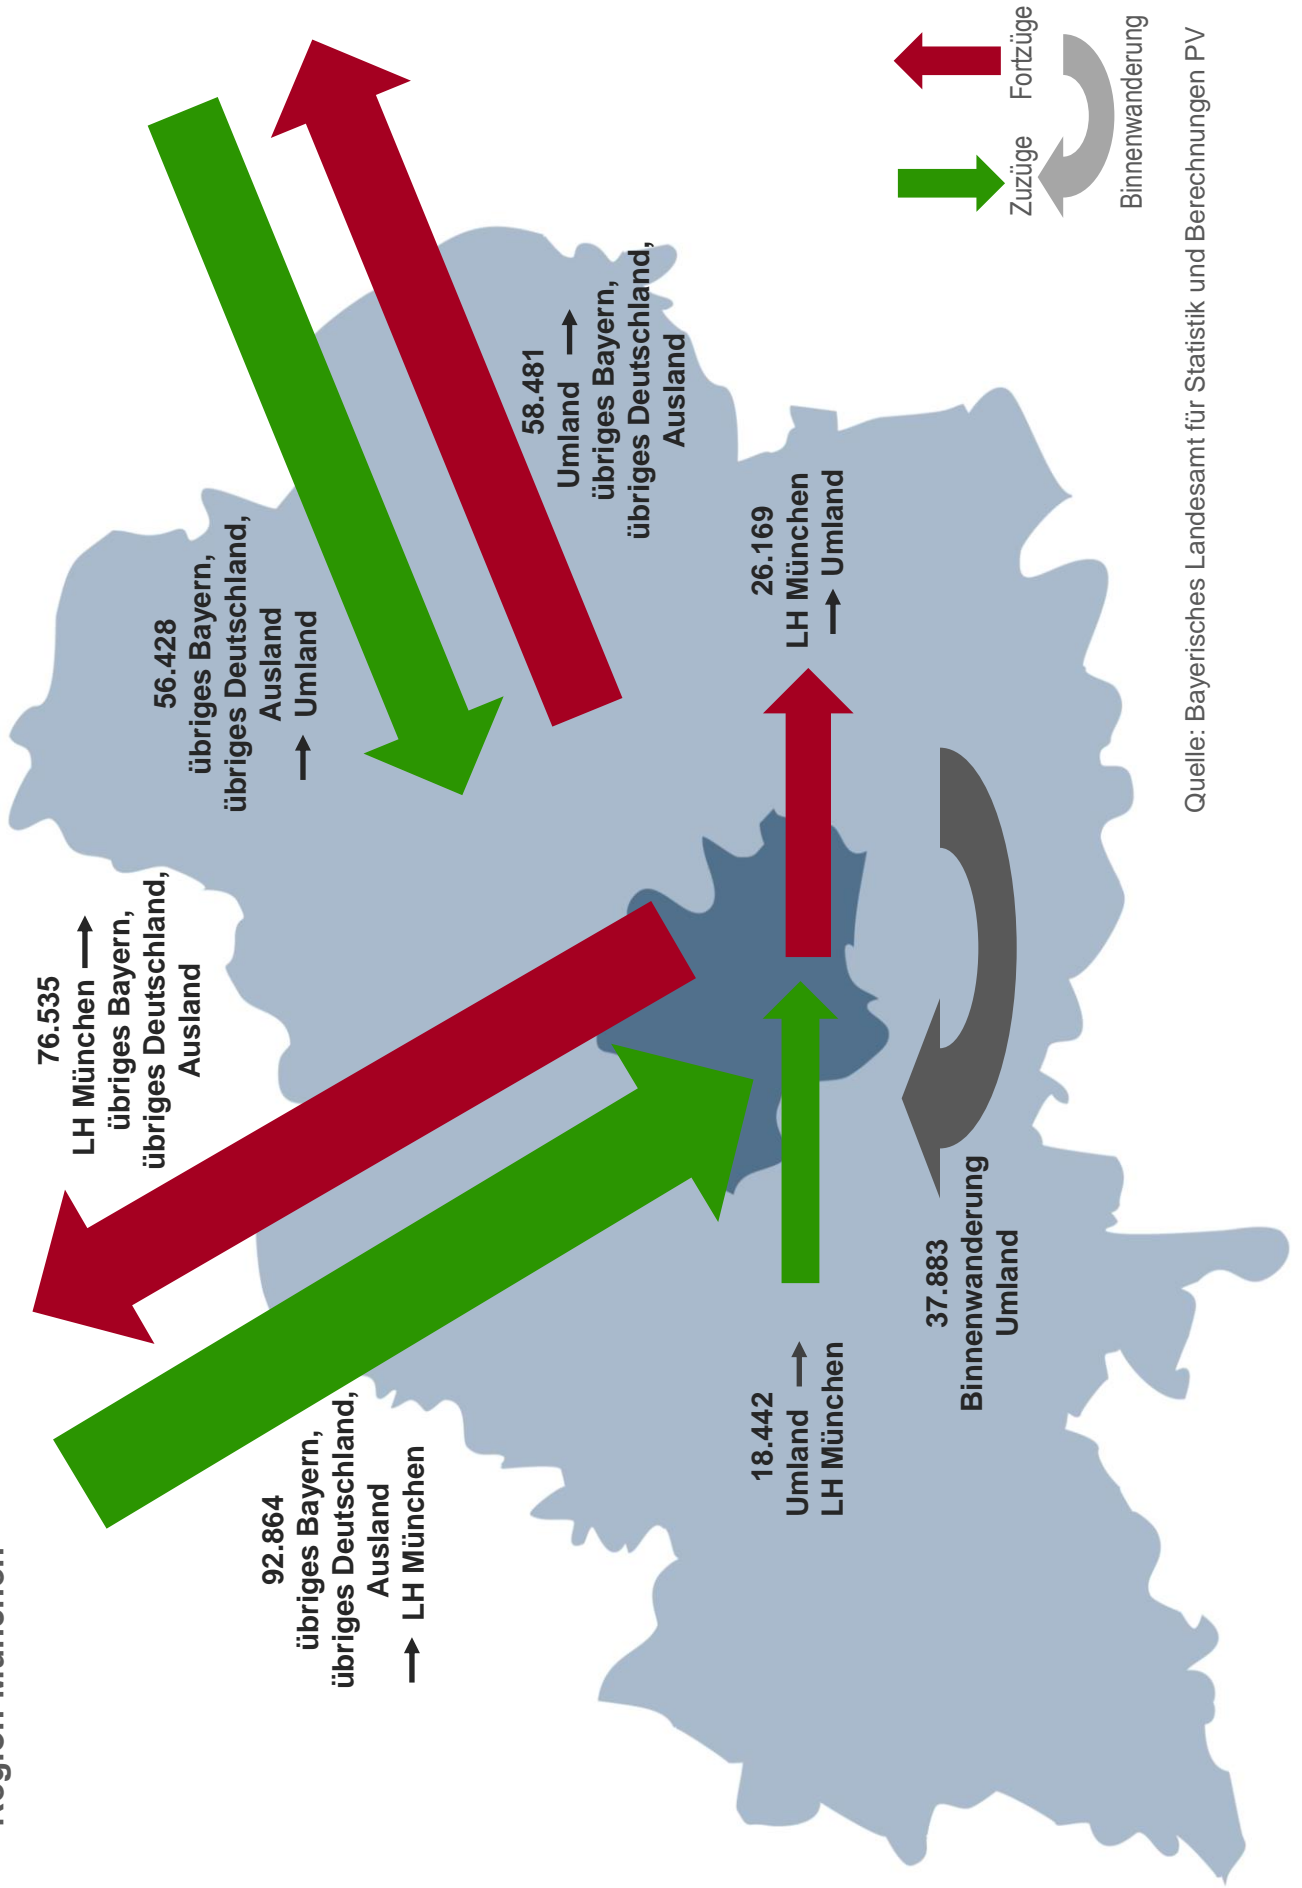 Region München
92.864
übriges Bayern,
übriges Deutschland,
Ausland
→ LH München
76.535
LH München →
übriges Bayern,
übriges Deutschland,
Ausland
56.428
übriges Bayern,
übriges Deutschland,
Ausland
→ Umland
58.481
Umland →
übriges Bayern,
übriges Deutschland,
Ausland
18.442
Umland →
LH München
26.169
LH München
→ Umland
37.883
Binnenwanderung
Umland
Zuzüge
Fortzüge
Binnenwanderung
Quelle: Bayerisches Landesamt für Statistik und Berechnungen PV